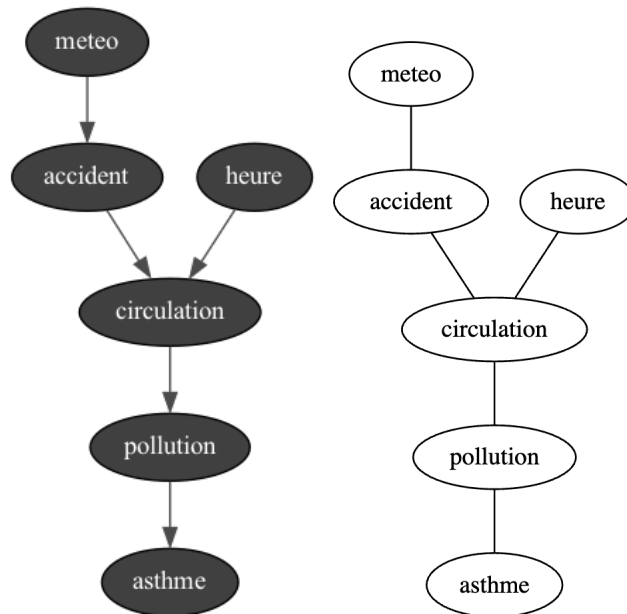 meteo
accident
heure
circulation
pollution
asthme
meteo
accident
heure
circulation
pollution
asthme